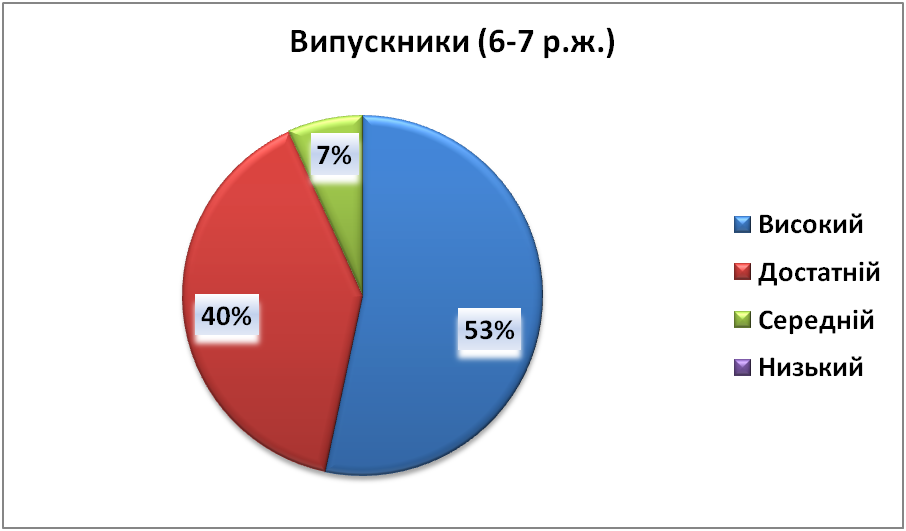 Випускники (6-7 р.ж.)
7%
40%
53%
Високий
Достатній
Середній
Низький